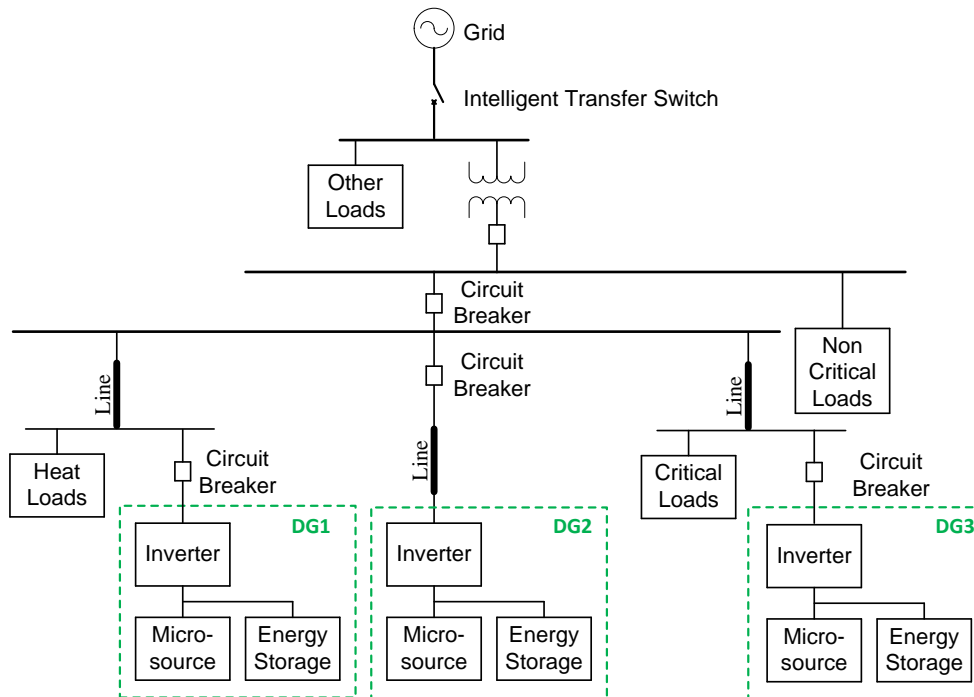 Grid
Intelligent Transfer Switch
Other
Loads
Circuit
Breaker
Circuit
Breaker
Non
Critical
Loads
Line
Line
Line
Heat
Loads
Circuit
Breaker
Critical
Loads
Circuit
Breaker
DG1
DG2
DG3
Inverter
Inverter
Inverter
Micro-
source
Energy
Storage
Micro-
source
Energy
Storage
Micro-
source
Energy
Storage